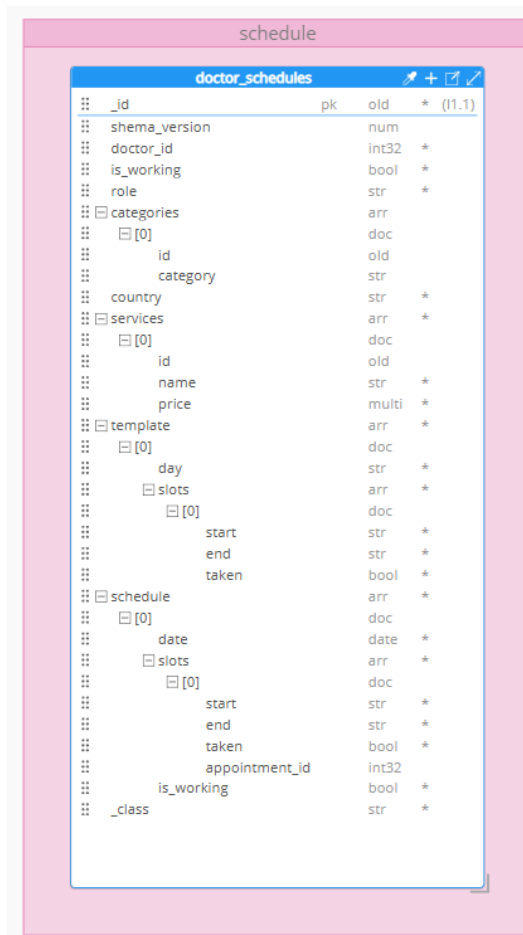 schedule
doctor_schedules
_id pk oId * (I1.1)
shema_version num
doctor_id int32 *
is_working bool *
role str *
categories arr
[0] doc
id oId
category str
country str *
services arr *
[0] doc
id oId
name str *
price multi *
template arr *
[0] doc
day str *
slots arr *
[0] doc
start str *
end str *
taken bool *
schedule arr *
[0] doc
date date *
slots arr *
[0] doc
start str *
end str *
taken bool *
appointment_id int32
is_working bool *
_class str *